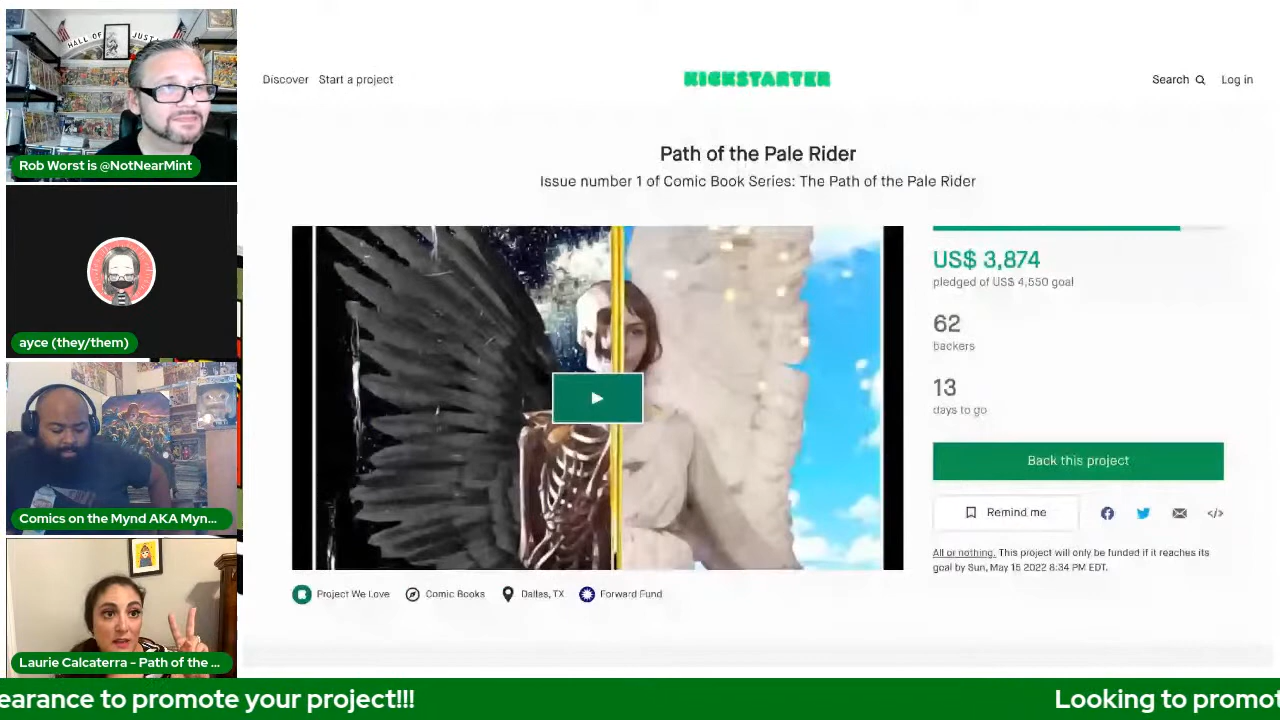 HALL OF JUST
Rob Worst is @NotNearMint
ayce (they/them)
Comics on the Mynd AKA Myn...
Laurie Calcaterra - Path of the ...
Discover Start a project
KICKSTARTER
Search
Log in
Path of the Pale Rider
Issue number 1 of Comic Book Series: The Path of the Pale Rider
US$ 3,874
pledged of US$ 4,550 goal
62
backers
13
days to go
Back this project
Remind me
</>
All or nothing. This project will only be funded if it reaches its
goal by Sun, May 15 2022 8:34 PM EDT.
Project We Love
Comic Books
Dallas, TX
Forward Fund
earance to promote your project!!!
Looking to promot